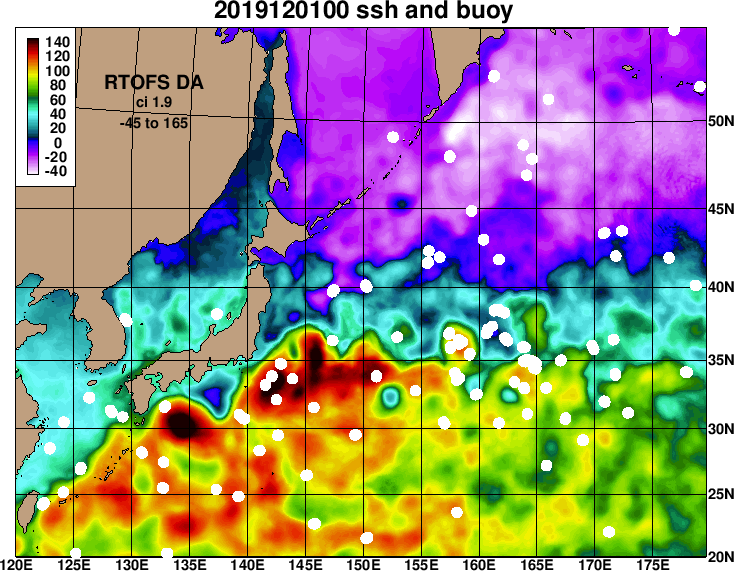 2019120100 ssh and buoy
140
120
100
80
60
40
20
0
-20
-40
RTOFS DA
ci 1.9
-45 to 165
50N
45N
40N
35N
30N
25N
20N
120E 125E 130E 135E 140E 145E 150E 155E 160E 165E 170E 175E